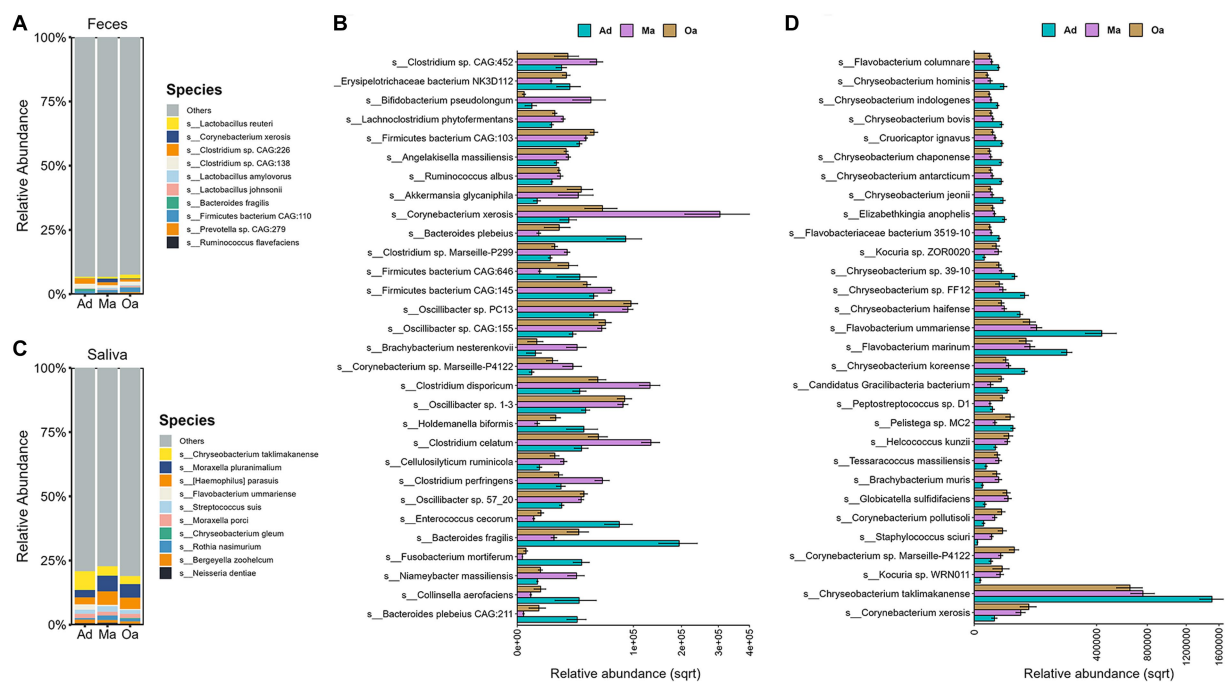 A
Feces
100%
75%
50%
25%
0%
Relative Abundance
Ad Ma Oa
Species
Others
s__Lactobacillus reuteri
s__Corynebacterium xerosis
s__Clostridium sp. CAG:226
s__Clostridium sp. CAG:138
s__Lactobacillus amylovorus
s__Lactobacillus johnsonii
s__Bacteroides fragilis
s__Firmicutes bacterium CAG:110
s__Prevotella sp. CAG:279
s__Ruminococcus flavefaciens
C
Saliva
100%
75%
50%
25%
0%
Relative Abundance
Ad Ma Oa
Species
Others
s__Chryseobacterium taklimakanense
s__Moraxella pluranimalium
s__[Haemophilus] parasuis
s__Flavobacterium ummariense
s__Streptococcus suis
s__Moraxella porci
s__Chryseobacterium gleum
s__Rothia nasimurium
s__Bergeyella zoohelcum
s__Neisseria dentiae
B
Ad Ma Oa
s__Clostridium sp. CAG:452
_Erysipelotrichaceae bacterium NK3D112
s__Bifidobacterium pseudolongum
s__Lachnoclostridium phytofermentans
s__Firmicutes bacterium CAG:103
s__Angelakisella massiliensis
s__Ruminococcus albus
s__Akkermansia glycaniphila
s__Corynebacterium xerosis
s__Bacteroides plebeius
s__Clostridium sp. Marseille-P299
s__Firmicutes bacterium CAG:646
s__Firmicutes bacterium CAG:145
s__Oscillibacter sp. PC13
s__Oscillibacter sp. CAG:155
s__Brachybacterium nesterenkovii
s__Corynebacterium sp. Marseille-P4122
s__Clostridium disporicum
s__Oscillibacter sp. 1-3
s__Holdemanella biformis
s__Clostridium celatum
s__Cellulosilyticum ruminicola
s__Clostridium perfringens
s__Oscillibacter sp. 57_20
s__Enterococcus cecorum
s__Bacteroides fragilis
s__Fusobacterium mortiferum
s__Niameybacter massiliensis
s__Collinsella aerofaciens
s__Bacteroides plebeius CAG:211
0e+00 1e+05 2e+05 3e+05 4e+05
Relative abundance (sqrt)
D
Ad Ma Oa
s__Flavobacterium columnare
s__Chryseobacterium hominis
s__Chryseobacterium indologenes
s__Chryseobacterium bovis
s__Cruoricaptor ignavus
s__Chryseobacterium chaponense
s__Chryseobacterium antarcticum
s__Chryseobacterium jeonii
s__Elizabethkingia anophelis
s__Flavobacteriaceae bacterium 3519-10
s__Kocuria sp. ZOR0020
s__Chryseobacterium sp. 39-10
s__Chryseobacterium sp. FF12
s__Chryseobacterium haifense
s__Flavobacterium ummariense
s__Flavobacterium marinum
s__Chryseobacterium koreense
s__Candidatus Gracilibacteria bacterium
s__Peptostreptococcus sp. D1
s__Pelistega sp. MC2
s__Helcococcus kunzii
s__Tessaracoccus massiliensis
s__Brachybacterium muris
s__Globicatella sulfidifaciens
s__Corynebacterium pollutisoli
s__Staphylococcus sciuri
s__Corynebacterium sp. Marseille-P4122
s__Kocuria sp. WRN011
s__Chryseobacterium taklimakanense
s__Corynebacterium xerosis
0 400000 1200000 1600000
Relative abundance (sqrt)